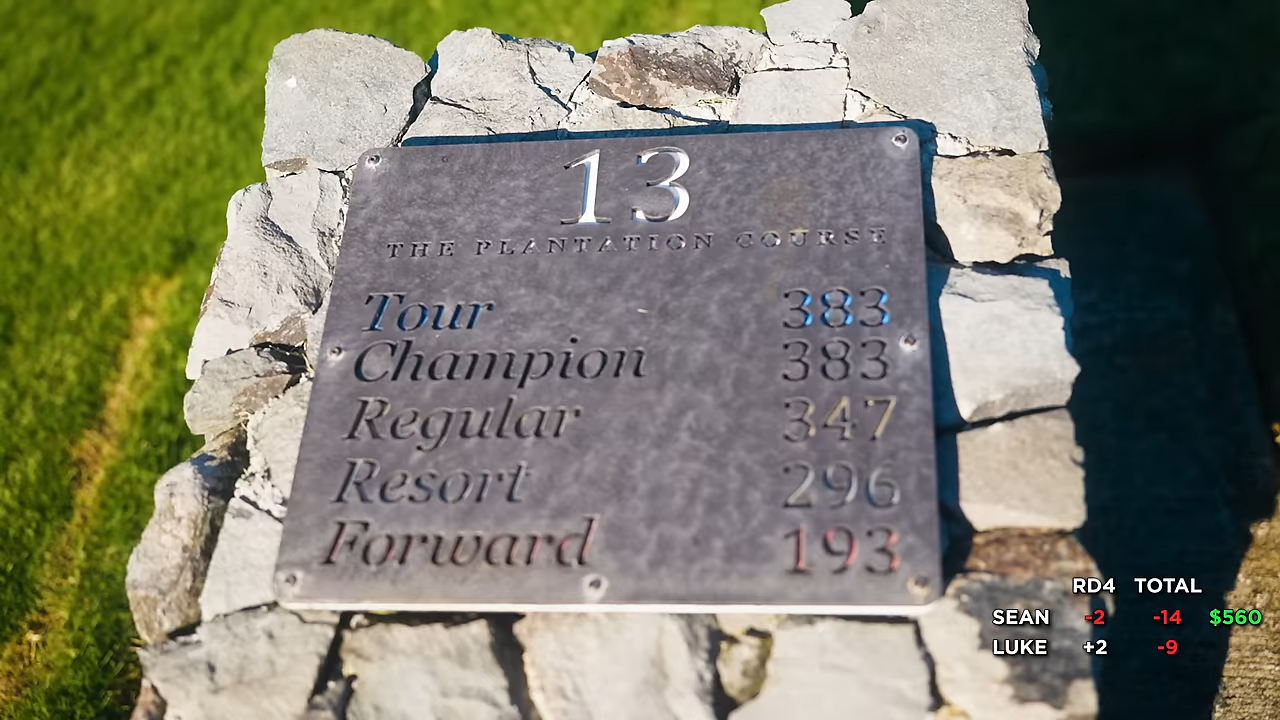 13
THE PLANTATION COURSE
Tour 383
Champion 383
Regular 347
Resort 296
Forward 193
RD4 TOTAL
SEAN -2 -14 $560
LUKE +2 -9